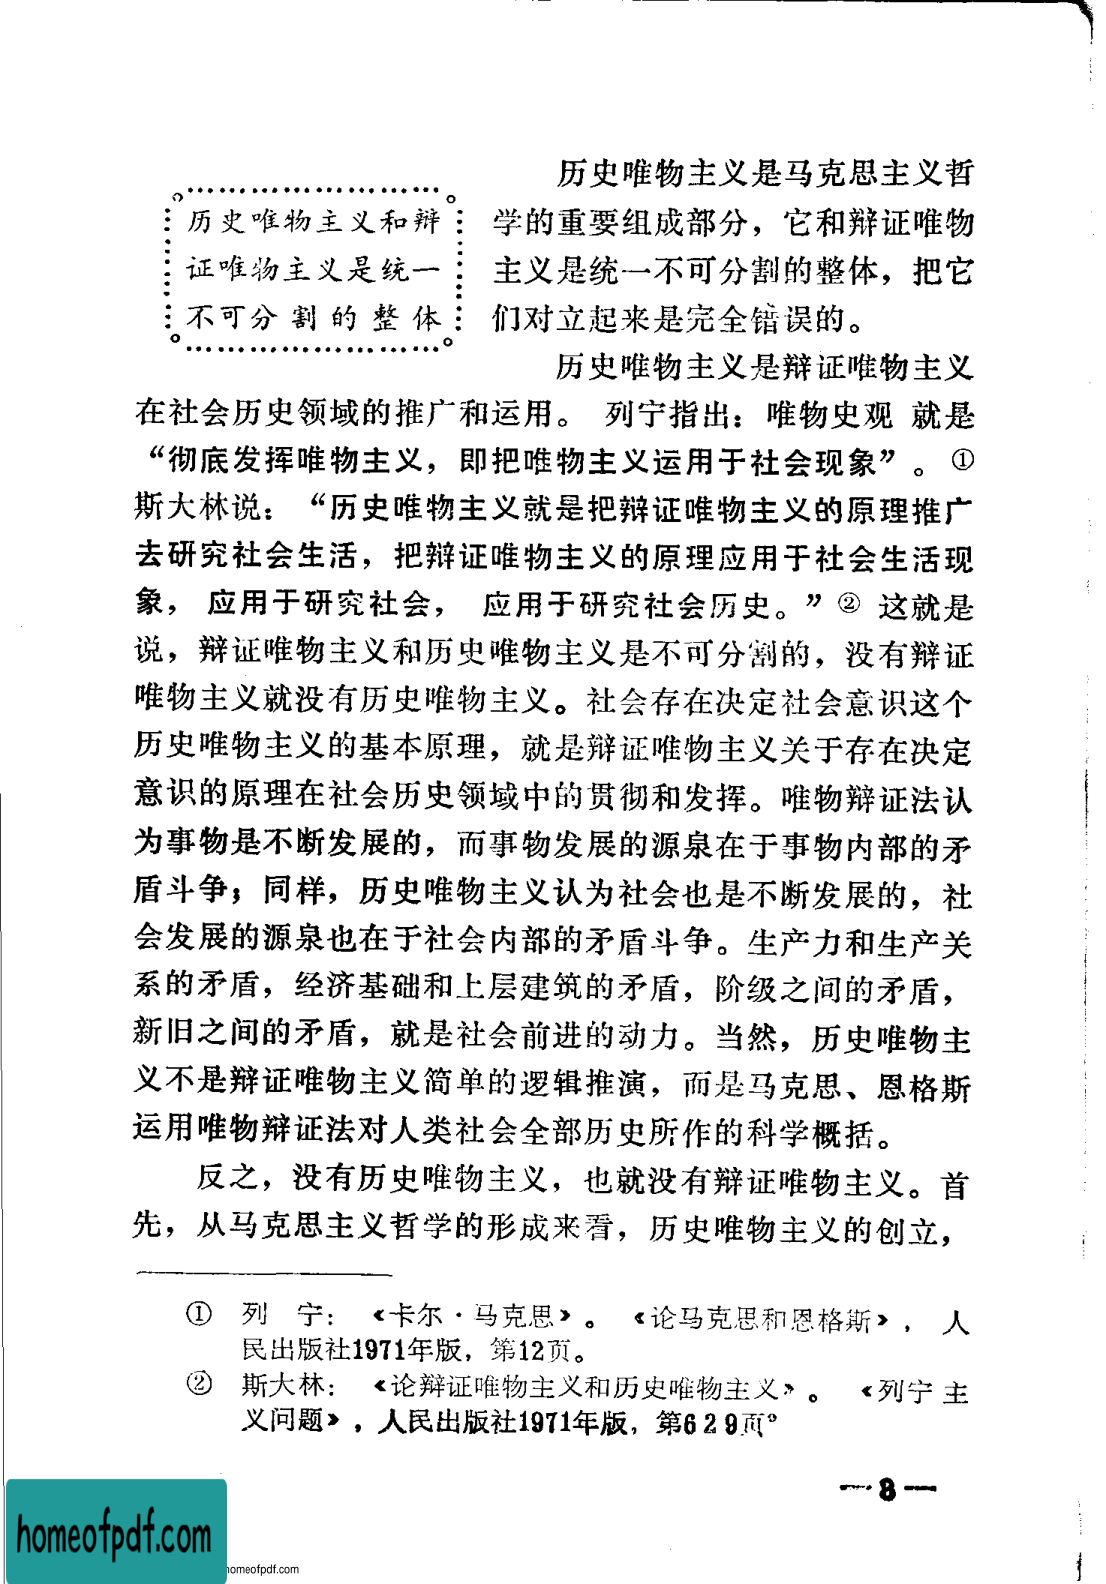 历史唯物主义和辩
证唯物主义是统一
不可分割的整体
历史唯物主义是马克思主义哲
学的重要组成部分，它和辩证唯物
主义是统一不可分割的整体，把它
们对立起来是完全错误的。
历史唯物主义是辩证唯物主义
在社会历史领域的推广和运用。 列宁指出：唯物史观 就是
“彻底发挥唯物主义，即把唯物主义运用于社会现象”。①
斯大林说：“历史唯物主义就是把辩证唯物主义的原理推广
去研究社会生活，把辩证唯物主义的原理应用于社会生活现
象， 应用于研究社会， 应用于研究社会历史。”② 这就是
说，辩证唯物主义和历史唯物主义是不可分割的，没有辩证
唯物主义就没有历史唯物主义。社会存在决定社会意识这个
历史唯物主义的基本原理，就是辩证唯物主义关于存在决定
意识的原理在社会历史领域中的贯彻和发挥。唯物辩证法认
为事物是不断发展的，而事物发展的源泉在于事物内部的矛
盾斗争；同样，历史唯物主义认为社会也是不断发展的，社
会发展的源泉也在于社会内部的矛盾斗争。生产力和生产关
系的矛盾，经济基础和上层建筑的矛盾，阶级之间的矛盾，
新旧之间的矛盾，就是社会前进的动力。当然，历史唯物主
义不是辩证唯物主义简单的逻辑推演，而是马克思、恩格斯
运用唯物辩证法对人类社会全部历史所作的科学概括。
反之，没有历史唯物主义，也就没有辩证唯物主义。首
先，从马克思主义哲学的形成来看，历史唯物主义的创立，
① 列 宁：《卡尔·马克思》。《论马克思和恩格斯》，人
民出版社1971年版，第12页。
② 斯大林：《论辩证唯物主义和历史唯物主义》。《列宁 主
义问题》，人民出版社1971年版，第629页。
—8—
homeofpdf.com
homeofpdf.com